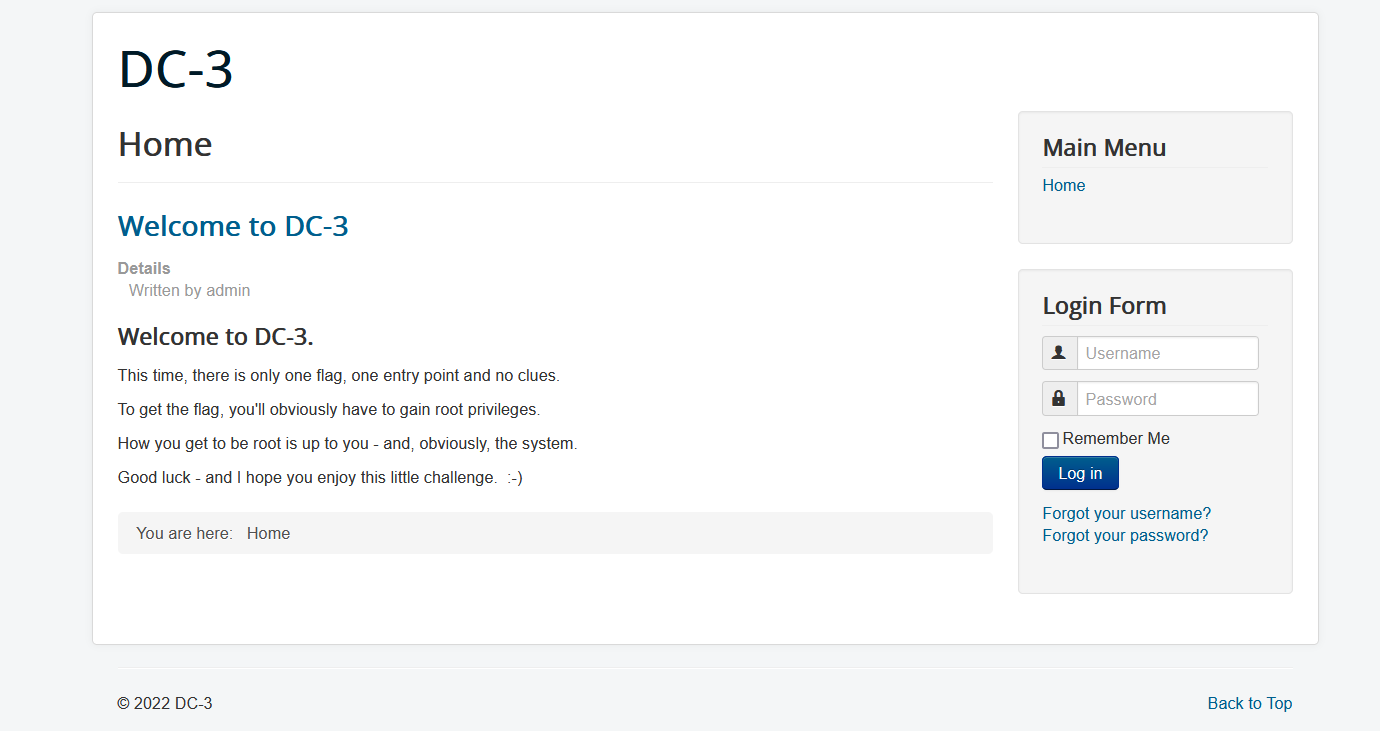 DC-3
Home
Welcome to DC-3
Details
Written by admin
Welcome to DC-3.
This time, there is only one flag, one entry point and no clues.
To get the flag, you'll obviously have to gain root privileges.
How you get to be root is up to you - and, obviously, the system.
Good luck - and I hope you enjoy this little challenge.  :-)
You are here:   Home
Main Menu
Home
Login Form
Username
Password
Remember Me
Log in
Forgot your username?
Forgot your password?
© 2022 DC-3
Back to Top